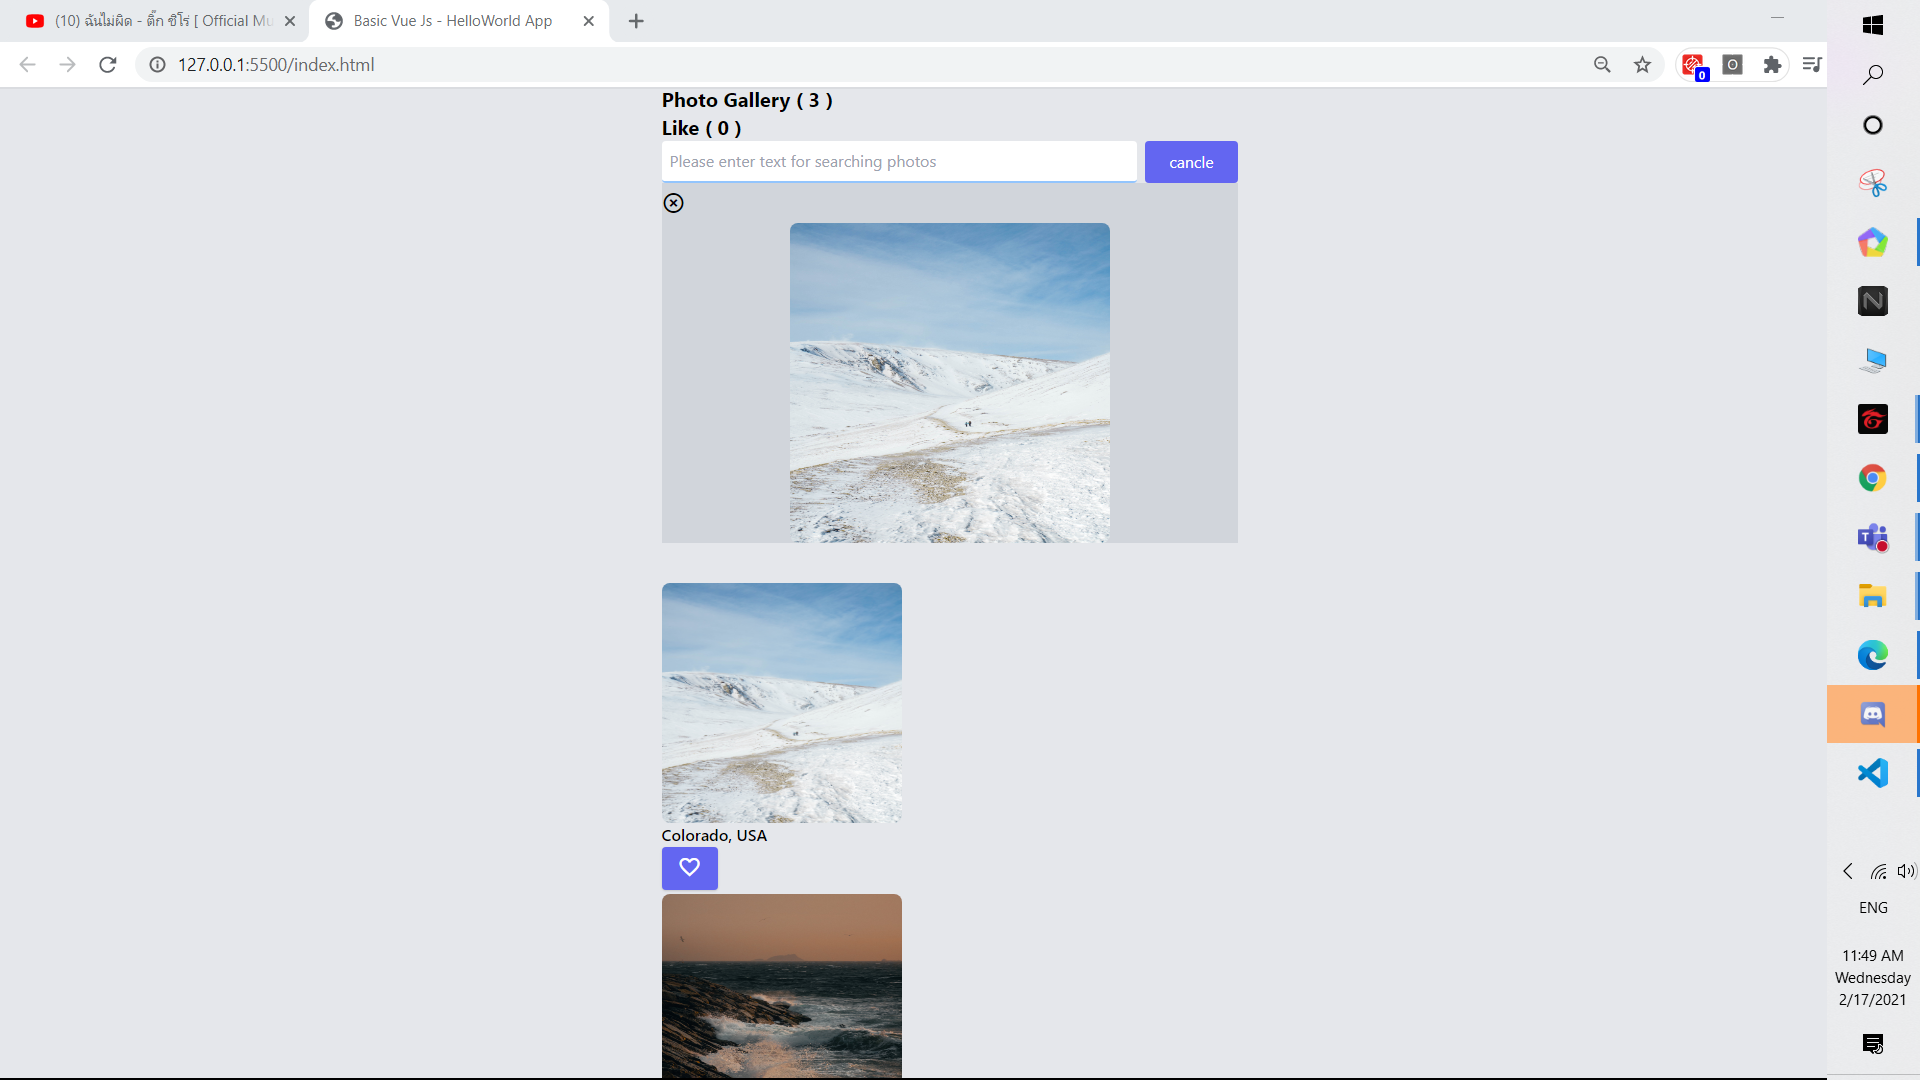 (10) ฉันไม่ผิด - ติ๊ก ชิโร่ [ Official Mu
Basic Vue Js - HelloWorld App
127.0.0.1:5500/index.html
0
O
Photo Gallery ( 3 )
Like ( 0 )
Please enter text for searching photos
cancle
Colorado, USA
N
T
ENG
11:49 AM
Wednesday
2/17/2021